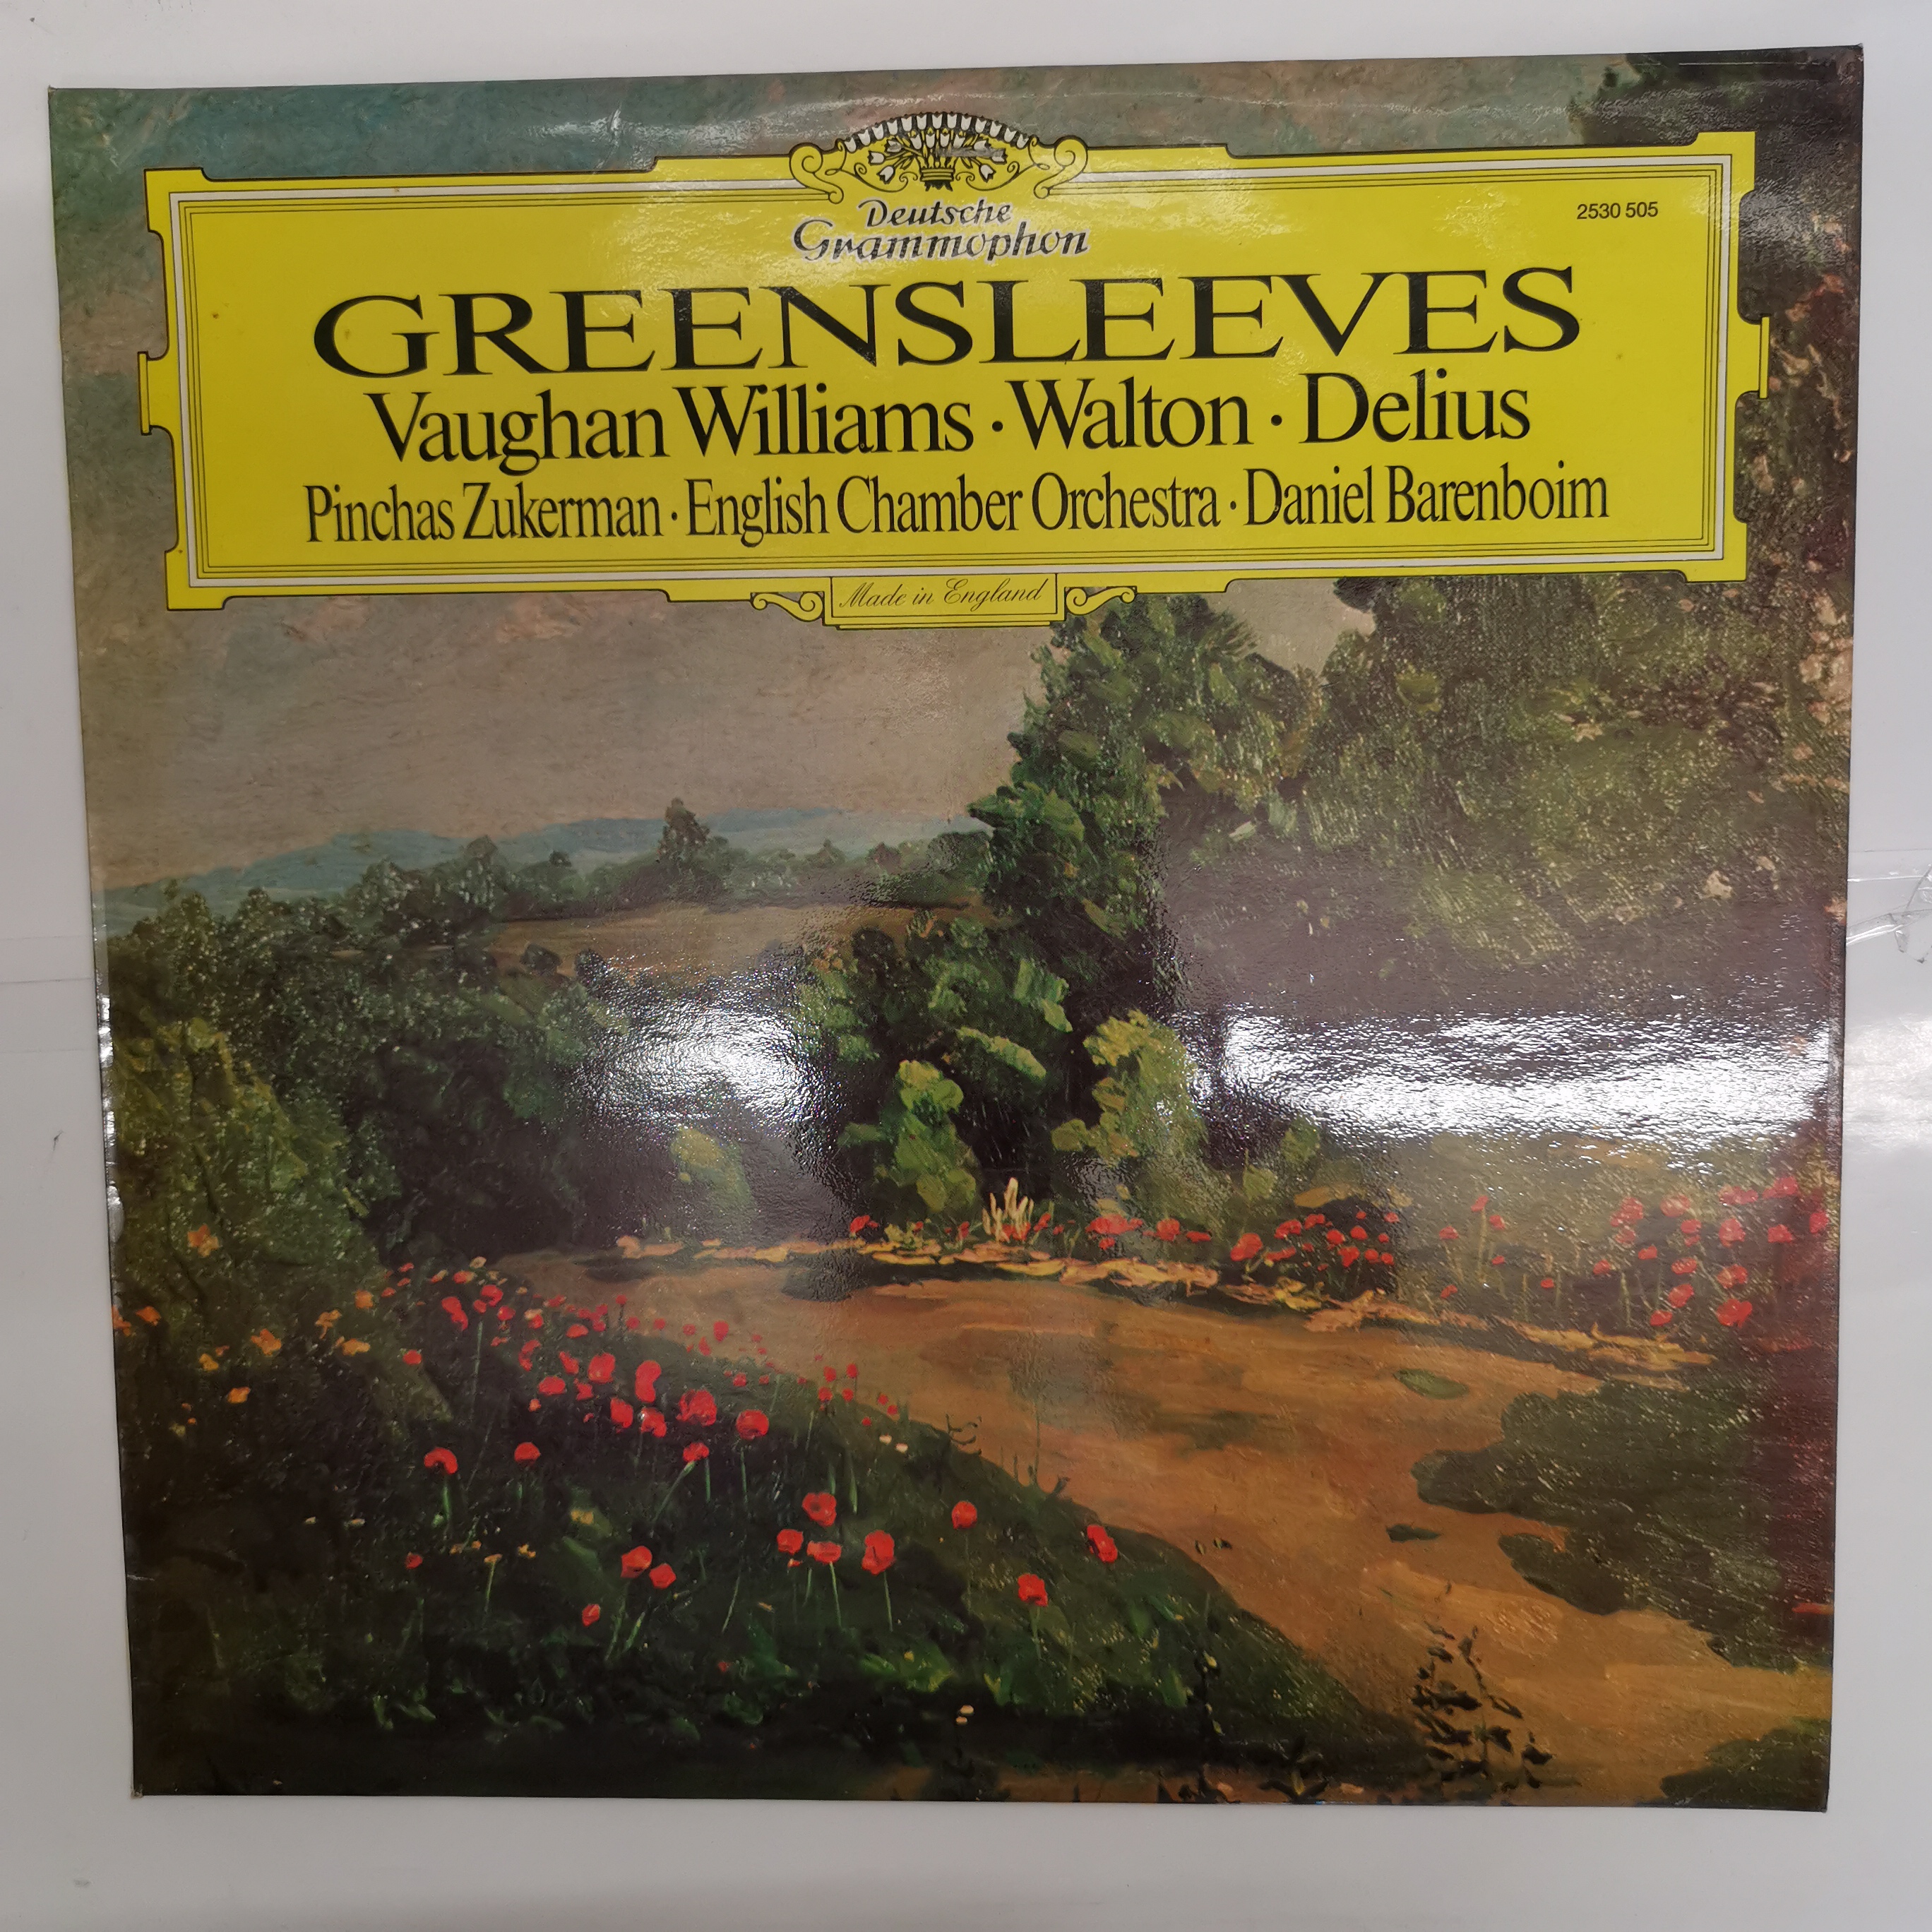 Deutsche
Grammophon
2530 505
GREENSLEEVES
Vaughan Williams · Walton · Delius
Pinchas Zukerman · English Chamber Orchestra · Daniel Barenboim
Made in England